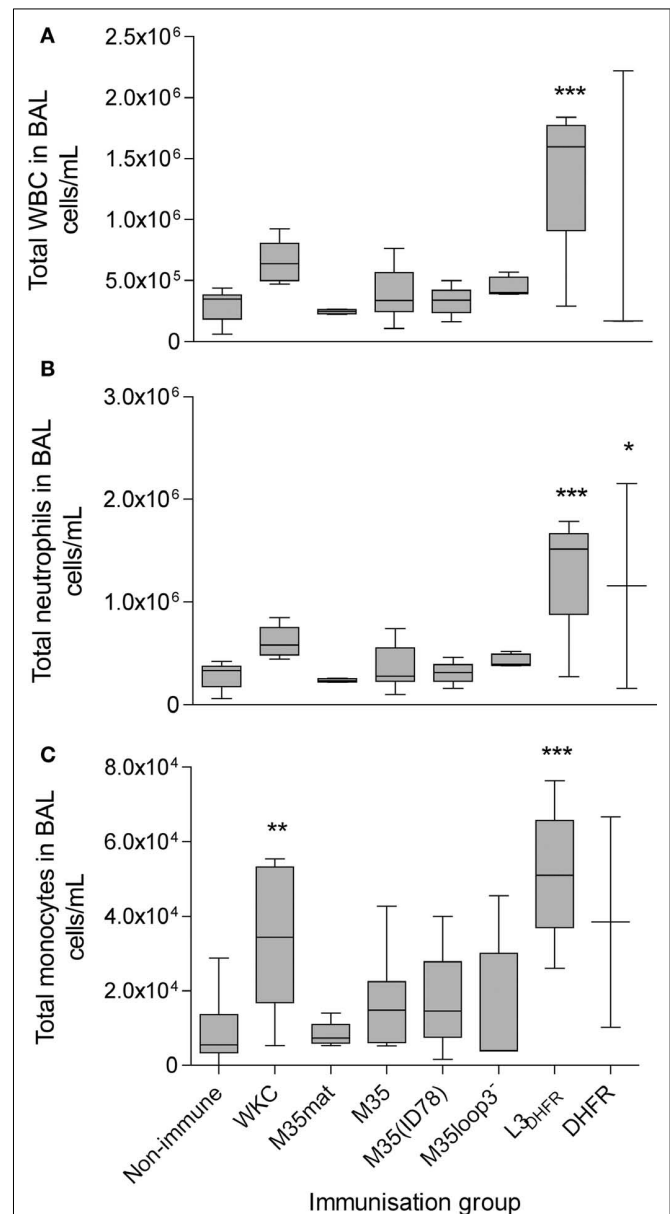 A
Total WBC in BAL
cells/mL
2.5x10⁶
2.0x10⁶
1.5x10⁶
1.0x10⁶
5.0x10⁵
0
***
B
Total neutrophils in BAL
cells/mL
3.0x10⁶
2.0x10⁶
1.0x10⁶
0
***
*
C
Total monocytes in BAL
cells/mL
8.0x10⁴
6.0x10⁴
4.0x10⁴
2.0x10⁴
0
**
***
Non-immune
WKC
M35mat
M35
M35(ID78)
M35loop3⁻
L3DHFR
DHFR
Immunisation group